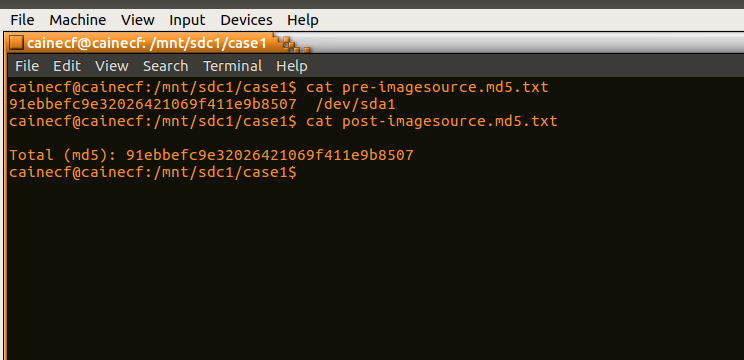 File Machine View Input Devices Help
cainecf@cainecf: /mnt/sdc1/case1
File Edit View Search Terminal Help
cainecf@cainecf:/mnt/sdc1/case1$ cat pre-imagesource.md5.txt
91ebbefc9e32026421069f411e9b8507  /dev/sda1
cainecf@cainecf:/mnt/sdc1/case1$ cat post-imagesource.md5.txt
Total (md5): 91ebbefc9e32026421069f411e9b8507
cainecf@cainecf:/mnt/sdc1/case1$